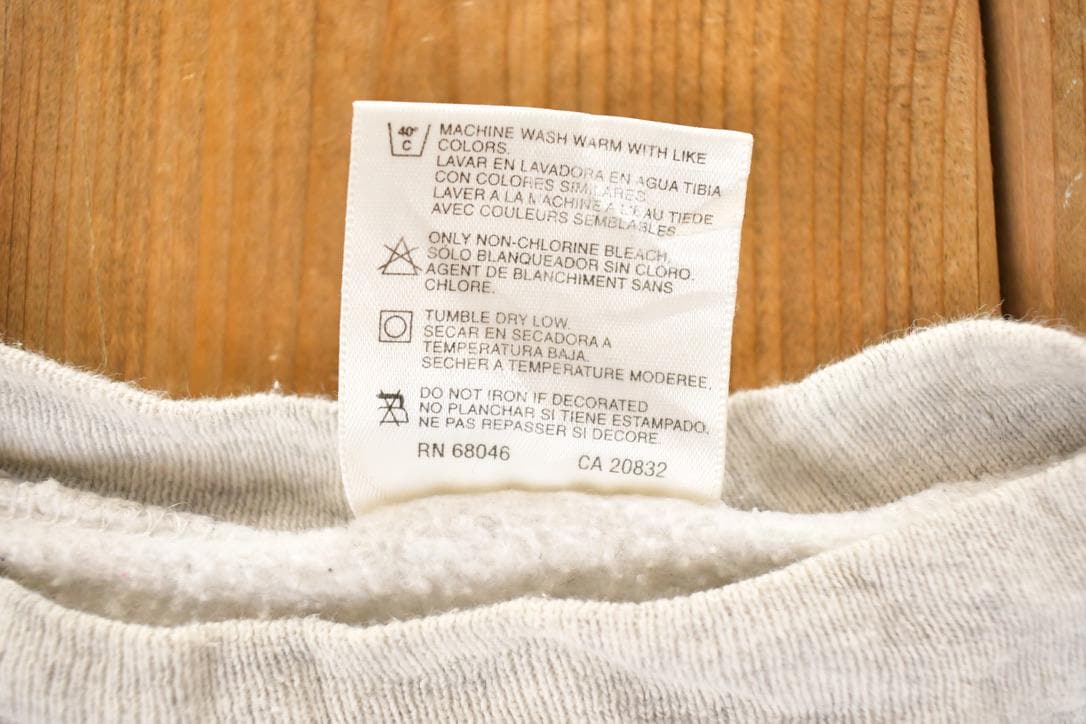 40°
C
MACHINE WASH WARM WITH LIKE
COLORS.
LAVAR EN LAVADORA EN AGUA TIBIA
CON COLORES SIMILARES
LAVER A LA MACHINE A L'EAU TIEDE
AVEC COULEURS SEMBLABLES
ONLY NON-CHLORINE BLEACH.
SÓLO BLANQUEADOR SIN CLORO.
AGENT DE BLANCHIMENT SANS
CHLORE.
TUMBLE DRY LOW.
SECAR EN SECADORA A
TEMPERATURA BAJA.
SECHER A TEMPERATURE MODEREE.
DO NOT IRON IF DECORATED
NO PLANCHAR SI TIENE ESTAMPADO.
NE PAS REPASSER SI DECORE.
RN 68046 CA 20832